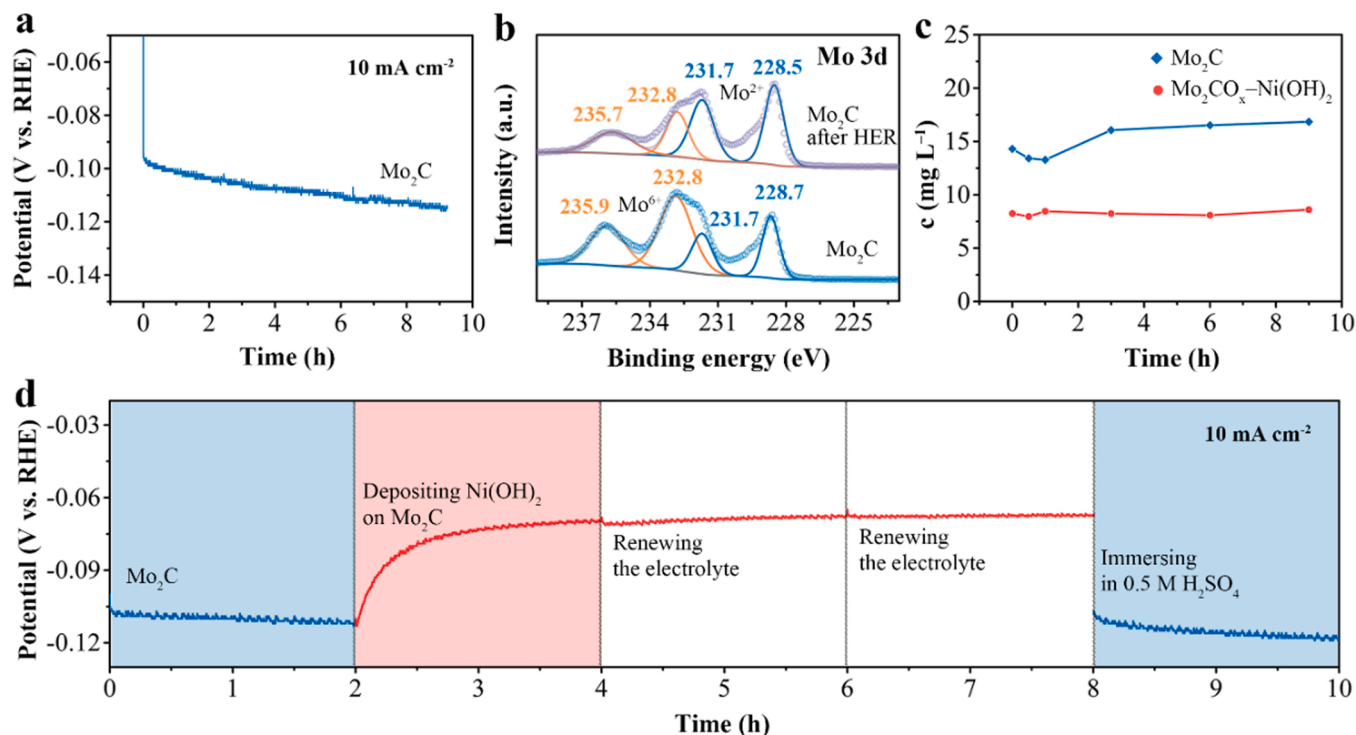 a
10 mA cm⁻²
Mo₂C
-0.06
-0.08
-0.10
-0.12
-0.14
0 2 4 6 8 10
Potential (V vs. RHE)
Time (h)
b
Mo 3d
235.7
232.8
231.7
Mo²⁺
228.5
Mo₂C
after HER
235.9
Mo⁶⁺
232.8
231.7
228.7
Mo₂C
237 234 231 228 225
Intensity (a.u.)
Binding energy (eV)
c
Mo₂C
Mo₂COₓ–Ni(OH)₂
25
20
15
10
5
0
0 2 4 6 8 10
c (mg L⁻¹)
Time (h)
d
10 mA cm⁻²
-0.03
-0.06
-0.09
-0.12
Mo₂C
Depositing Ni(OH)₂
on Mo₂C
Renewing
the electrolyte
Renewing
the electrolyte
Immersing
in 0.5 M H₂SO₄
0 1 2 3 4 5 6 7 8 9 10
Potential (V vs. RHE)
Time (h)